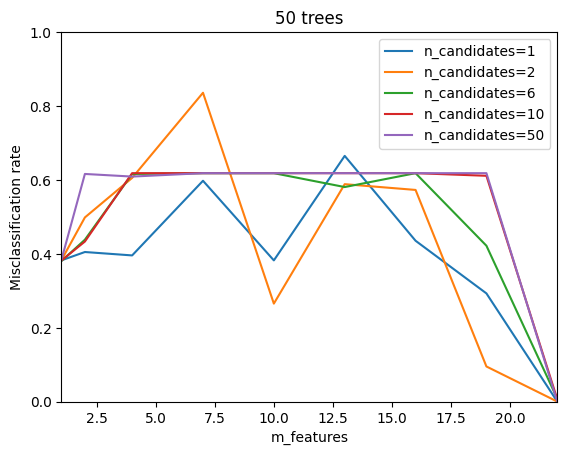 50 trees
n_candidates=1
n_candidates=2
n_candidates=6
n_candidates=10
n_candidates=50
Misclassification rate
1.0
0.8
0.6
0.4
0.2
0.0
2.5 5.0 7.5 10.0 12.5 15.0 17.5 20.0
m_features